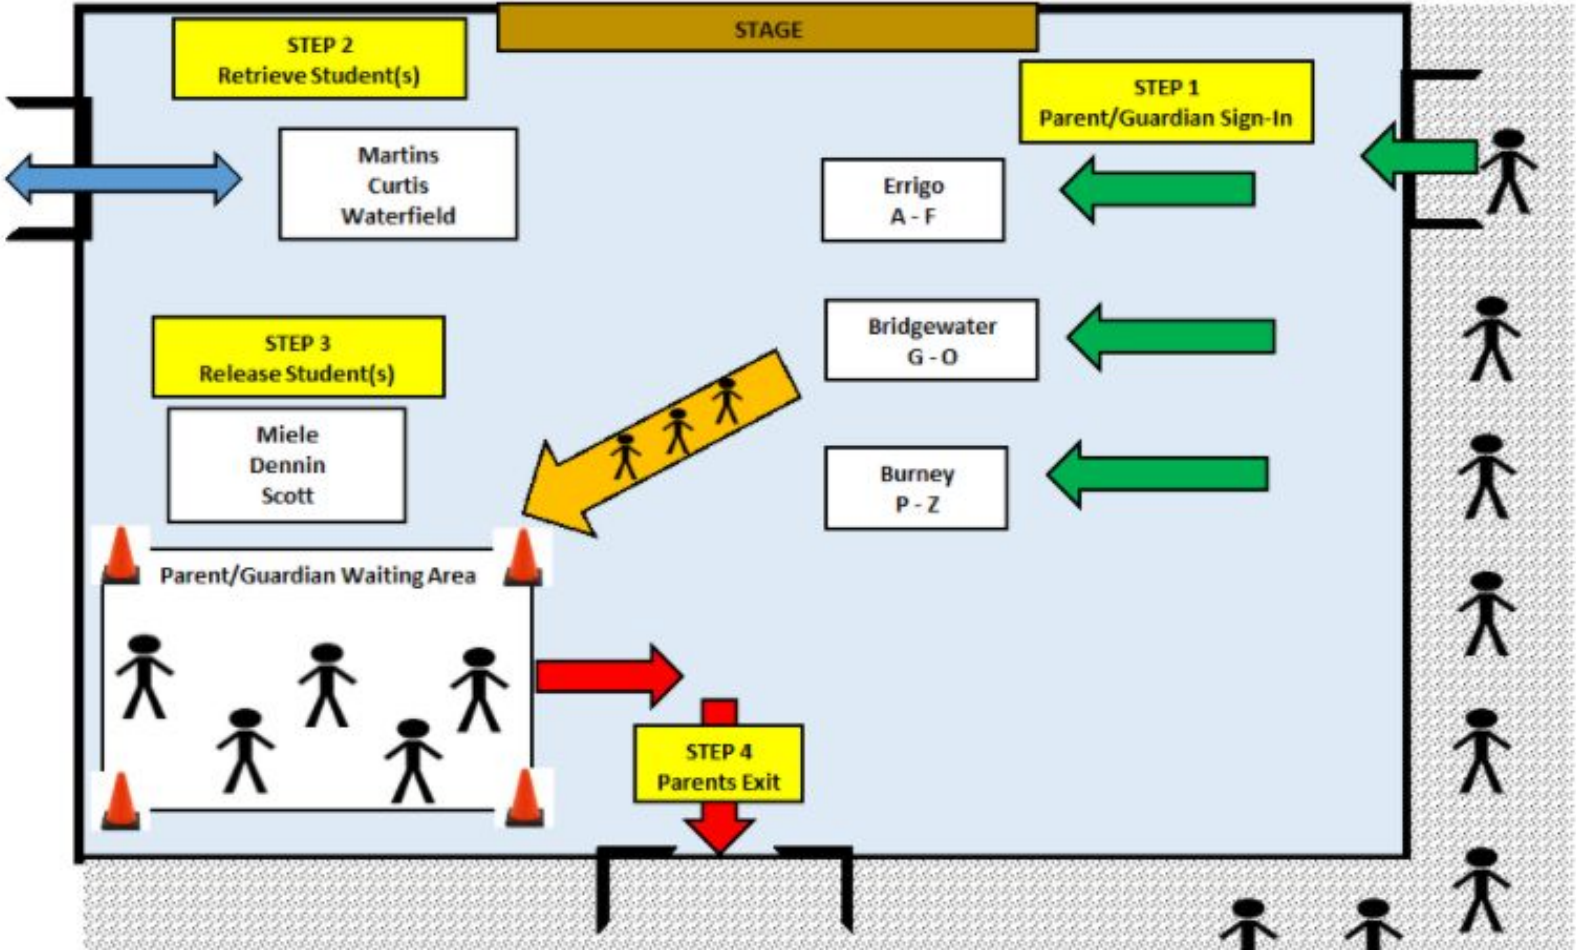 STAGE
STEP 2
Retrieve Student(s)
STEP 1
Parent/Guardian Sign-In
Martins
Curtis
Waterfield
Errigo
A - F
Bridgewater
G - O
STEP 3
Release Student(s)
Miele
Dennin
Scott
Burney
P - Z
Parent/Guardian Waiting Area
STEP 4
Parents Exit